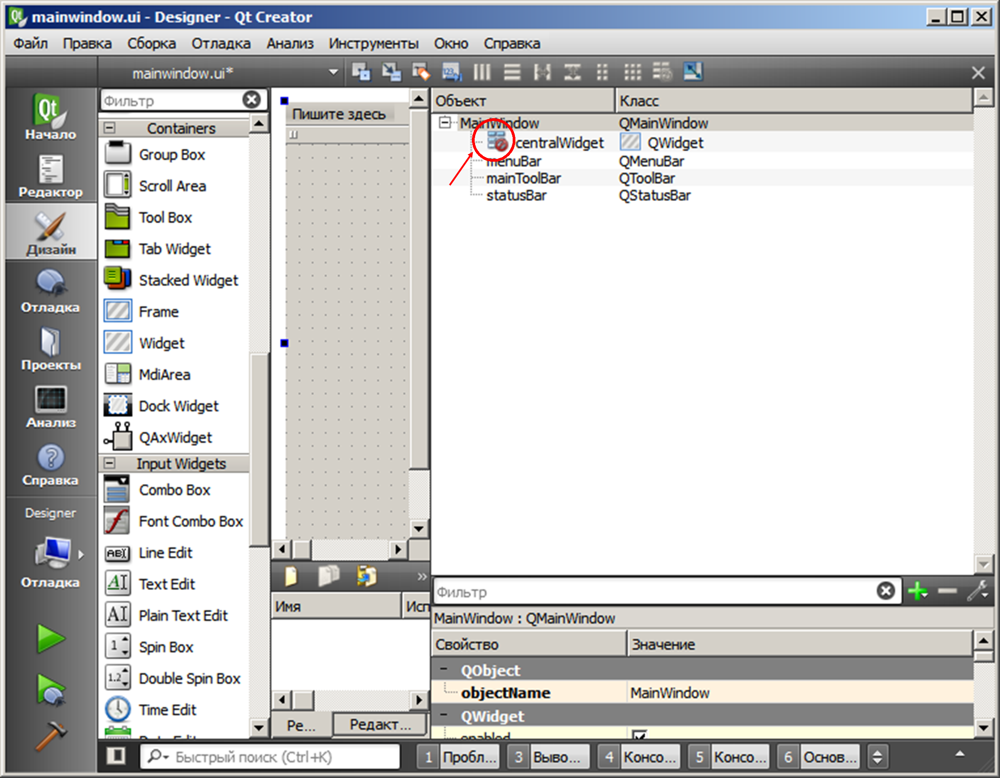 mainwindow.ui - Designer - Qt Creator
Файл Правка Сборка Отладка Анализ Инструменты Окно Справка
mainwindow.ui*
Qt
Начало
Редактор
Дизайн
Отладка
Проекты
Анализ
Справка
Designer
Отладка
Фильтр
Containers
Group Box
Scroll Area
Tool Box
Tab Widget
Stacked Widget
Frame
Widget
MdiArea
Dock Widget
QAxWidget
Input Widgets
Combo Box
Font Combo Box
Line Edit
Text Edit
Plain Text Edit
Spin Box
Double Spin Box
Time Edit
Пишите здесь
Имя Исп
Ре... Редакт...
Объект Класс
MainWindow QMainWindow
centralWidget QWidget
menuBar QMenuBar
mainToolBar QToolBar
statusBar QStatusBar
Фильтр
MainWindow : QMainWindow
Свойство Значение
QObject
objectName MainWindow
QWidget
enabled
Быстрый поиск (Ctrl+K)
1 Пробл... 3 Выво... 4 Консо... 5 Консо... 6 Основ...